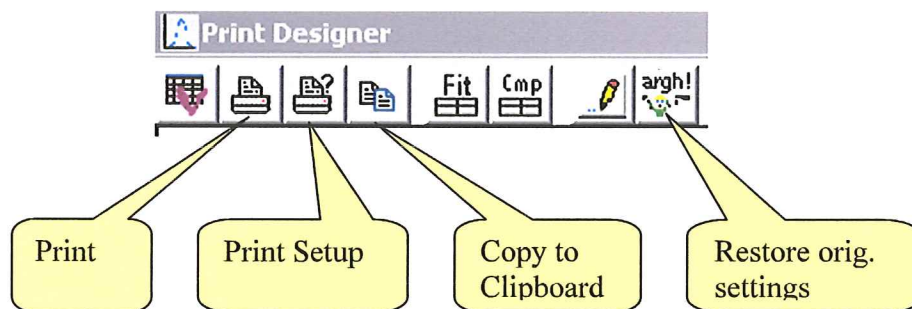 Print Designer
Fit Cmp argh!
Print
Print Setup
Copy to
Clipboard
Restore orig.
settings